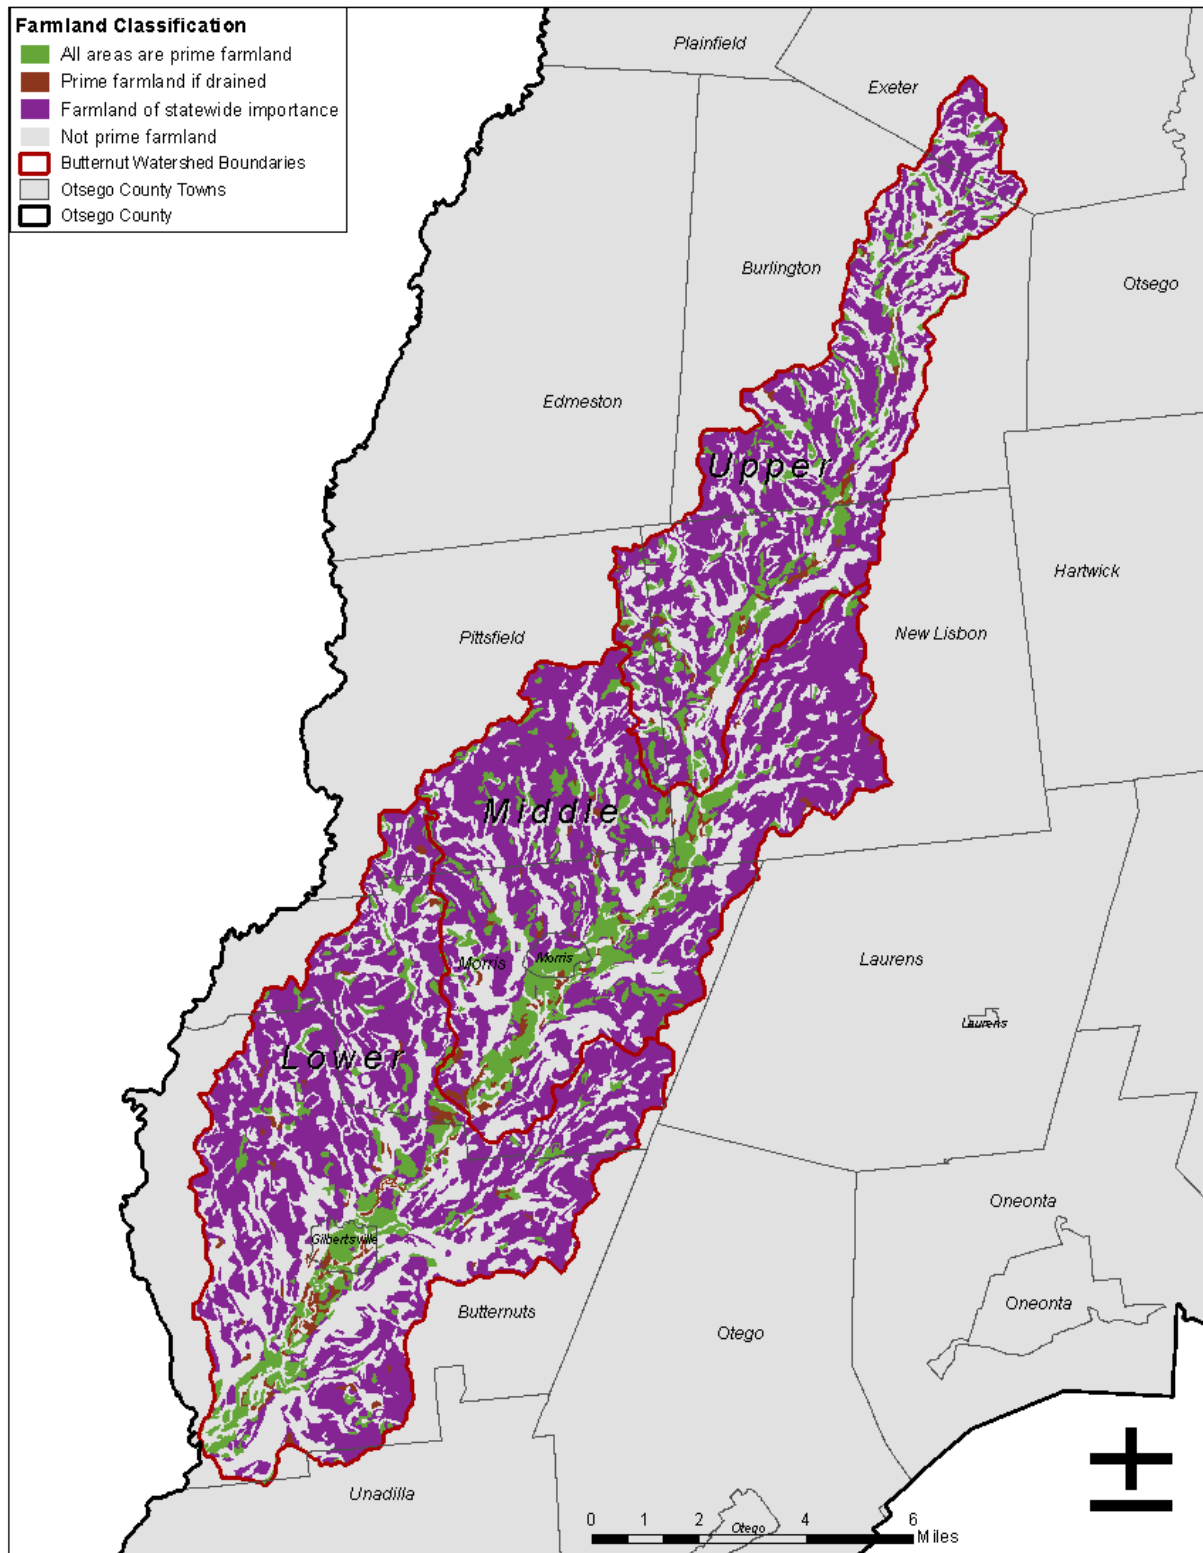 Farmland Classification
All areas are prime farmland
Prime farmland if drained
Farmland of statewide importance
Not prime farmland
Butternut Watershed Boundaries
Otsego County Towns
Otsego County
Plainfield
Exeter
Burlington
Otsego
Edmeston
Upper
Hartwick
New Lisbon
Pittsfield
Middle
Morris
Morris
Laurens
Laurens
Lower
Oneonta
Gilbertsville
Butternuts
Oneonta
Otego
Unadilla
0 1 2 4 6
Miles
Otego